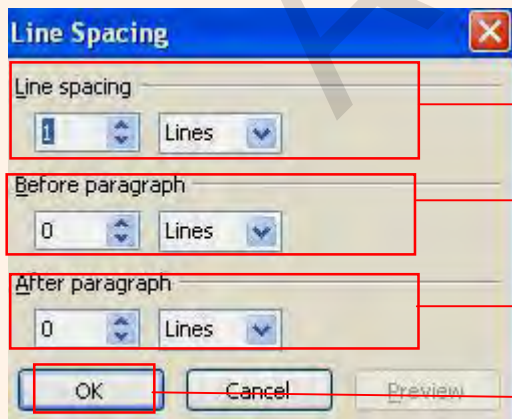 Line Spacing
Line spacing
1 Lines
Before paragraph
0 Lines
After paragraph
0 Lines
OK Cancel Preview